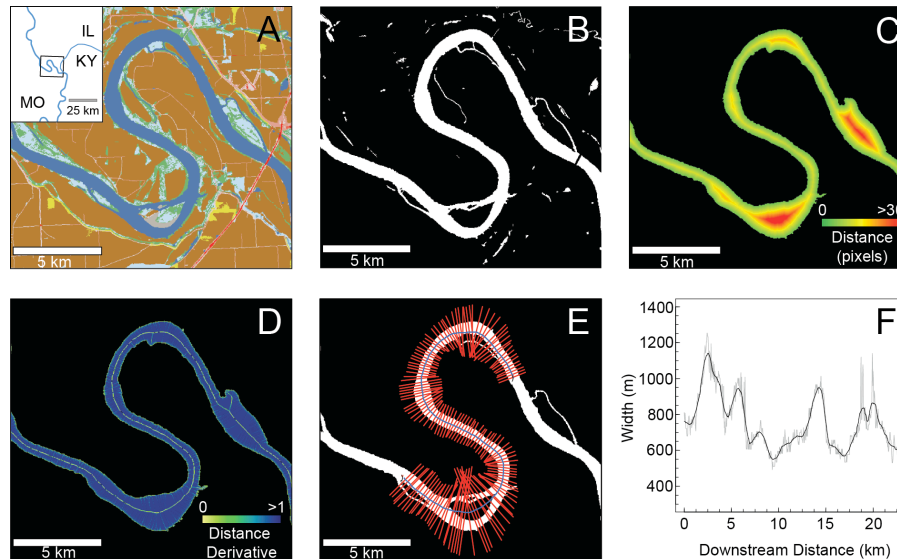 A
IL
KY
MO
25 km
5 km
B
5 km
C
0 >30
Distance
(pixels)
5 km
D
0 >1
Distance
Derivative
5 km
E
5 km
F
1400
1200
1000
800
600
400
Width (m)
0 5 10 15 20
Downstream Distance (km)